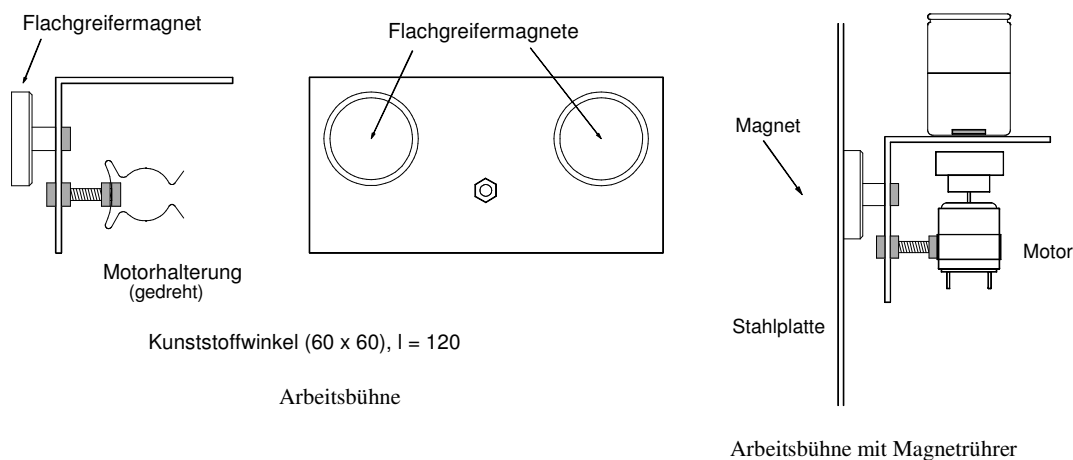 Flachgreifermagnet
Motorhalterung
(gedreht)
Flachgreifermagnete
Kunststoffwinkel (60 x 60), l = 120
Arbeitsbühne
Magnet
Motor
Stahlplatte
Arbeitsbühne mit Magnetrührer